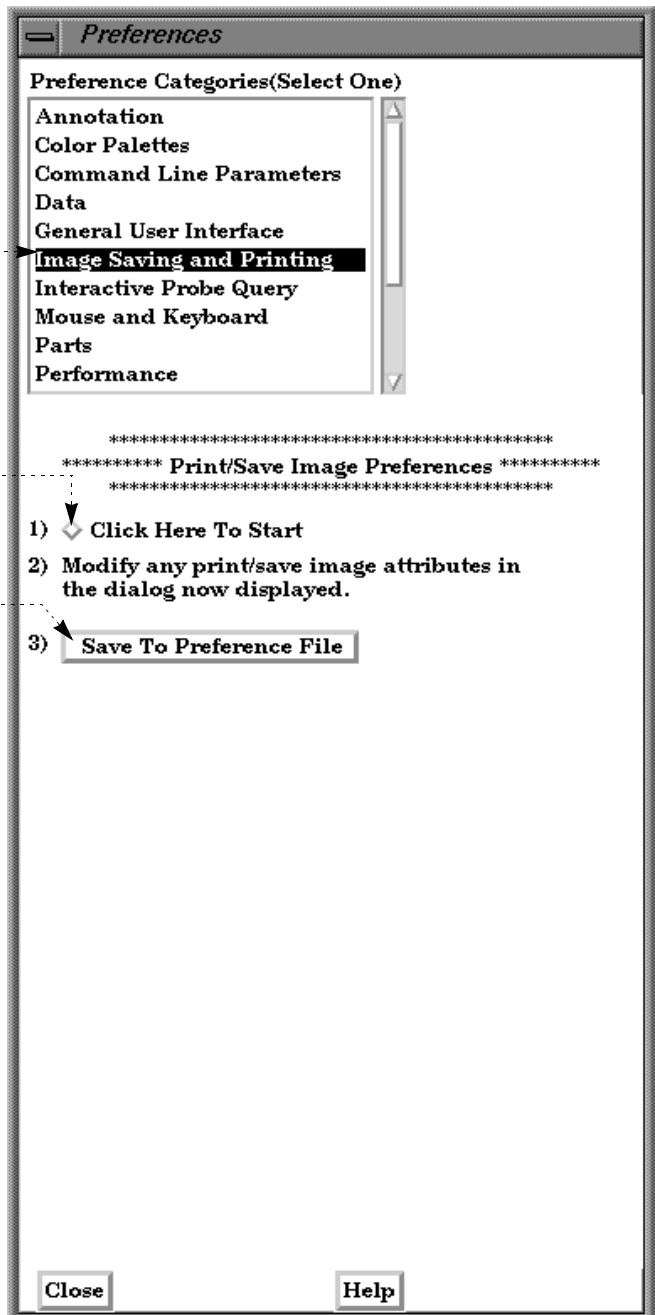 Preferences
Preference Categories(Select One)
Annotation
Color Palettes
Command Line Parameters
Data
General User Interface
Image Saving and Printing
Interactive Probe Query
Mouse and Keyboard
Parts
Performance
********************************************
********** Print/Save Image Preferences **********
********************************************
1) Click Here To Start
2) Modify any print/save image attributes in
the dialog now displayed.
3) Save To Preference File
Close Help